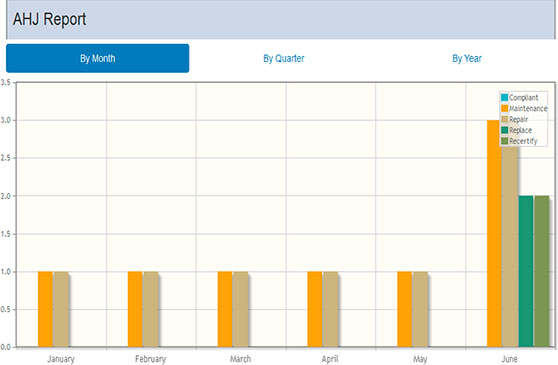 AHJ Report
By Month By Quarter By Year
3.5
3.0
2.5
2.0
1.5
1.0
0.5
0.0
Compliant
Maintenance
Repair
Replace
Recertify
January February March April May June